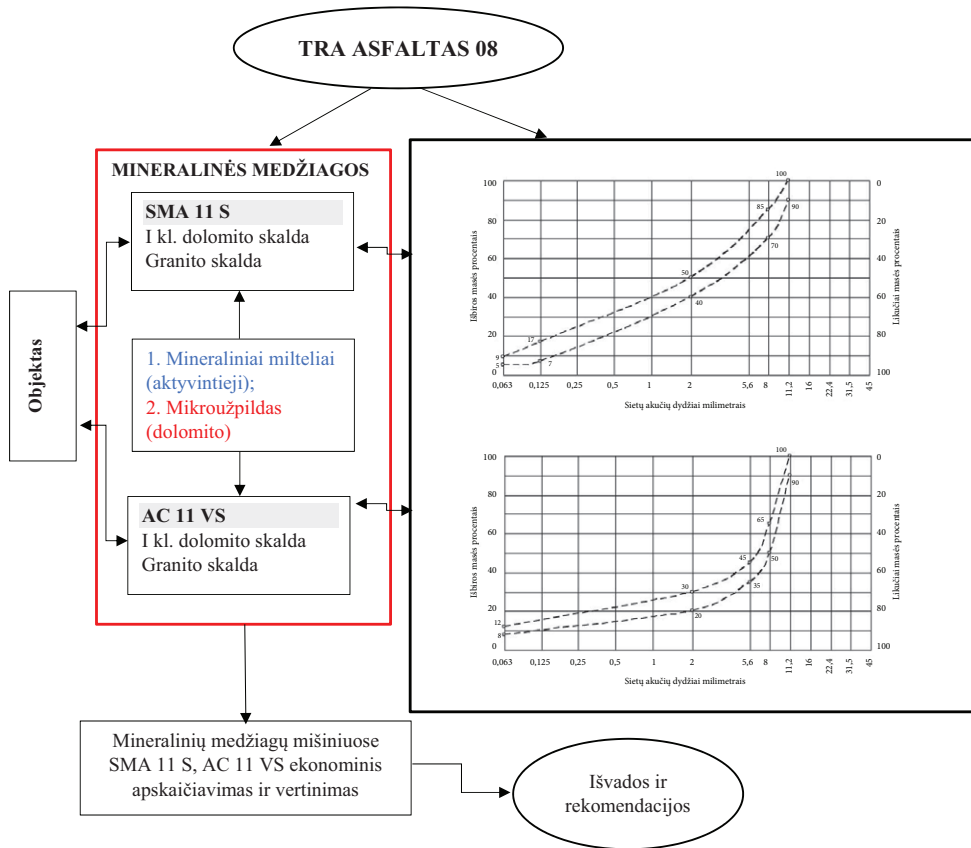 TRA ASFALTAS 08
MINERALINĖS MEDŽIAGOS
SMA 11 S
I kl. dolomito skalda
Granito skalda
Objektas
1. Mineraliniai milteliai
(aktyvintieji);
2. Mikroužpildas
(dolomito)
AC 11 VS
I kl. dolomito skalda
Granito skalda
100
100 0
85 90
80 20
70
Išbiros masės procentais
Likučiai masės procentais
60 40
50
40 60
40
20 80
17
9
5 7
0 100
0,063 0,125 0,25 0,5 1 2 5,6 8 11,2 16 22,4 31,5 45
Sietų akučių dydžiai milimetrais
100
100 0
90
80 20
65
Išbiros masės procentais
Likučiai masės procentais
60 40
45 50
40 60
30 35
20 80
20
12
8
0 100
0,063 0,125 0,25 0,5 1 2 5,6 8 11,2 16 22,4 31,5 45
Sietų akučių dydžiai milimetrais
Mineralinių medžiagų mišiniuose
SMA 11 S, AC 11 VS ekonominis
apskaičiavimas ir vertinimas
Išvados ir
rekomendacijos